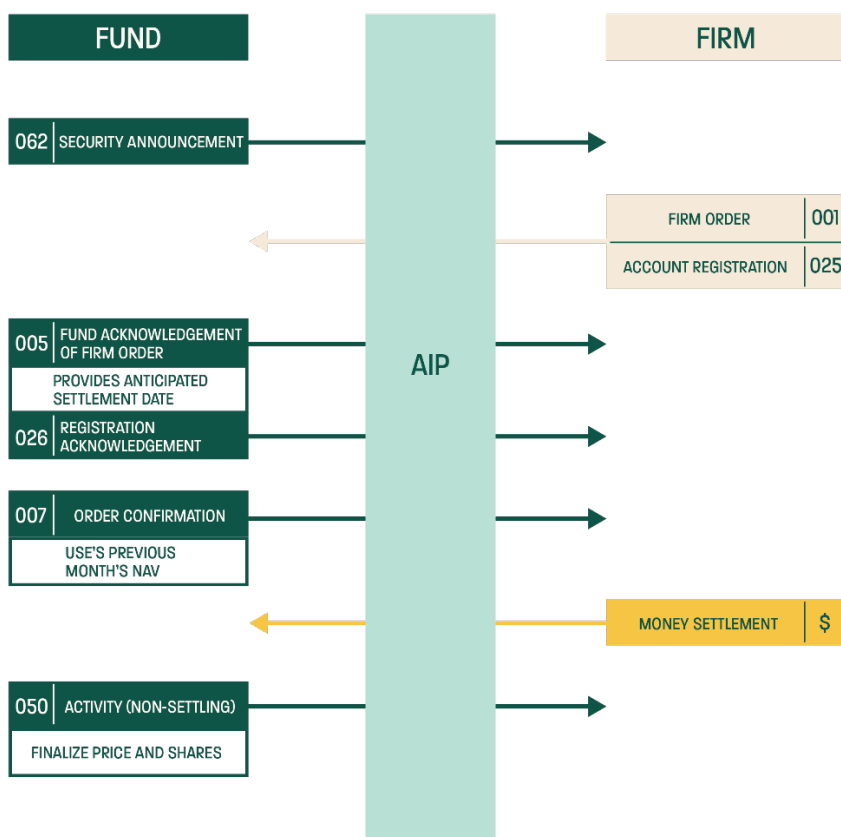 FUND
FIRM
062 SECURITY ANNOUNCEMENT
FIRM ORDER 001
ACCOUNT REGISTRATION 025
005 FUND ACKNOWLEDGEMENT
OF FIRM ORDER
PROVIDES ANTICIPATED
SETTLEMENT DATE
AIP
026 REGISTRATION
ACKNOWLEDGEMENT
007 ORDER CONFIRMATION
USE'S PREVIOUS
MONTH'S NAV
MONEY SETTLEMENT $
050 ACTIVITY (NON-SETTLING)
FINALIZE PRICE AND SHARES